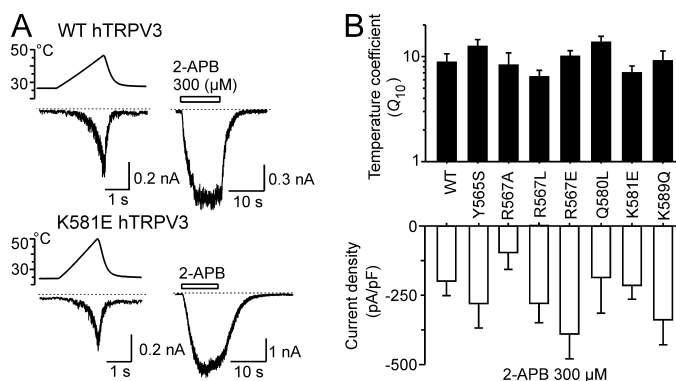 A
WT hTRPV3
50
°C
30
2-APB
300 (µM)
0.2 nA
1 s
0.3 nA
10 s
K581E hTRPV3
50
°C
30
2-APB
0.2 nA
1 s
1 nA
10 s
B
Temperature coefficient
(Q10)
10
1
WT
Y565S
R567A
R567L
R567E
Q580L
K581E
K589Q
Current density
(pA/pF)
0
-250
-500
2-APB 300 µM